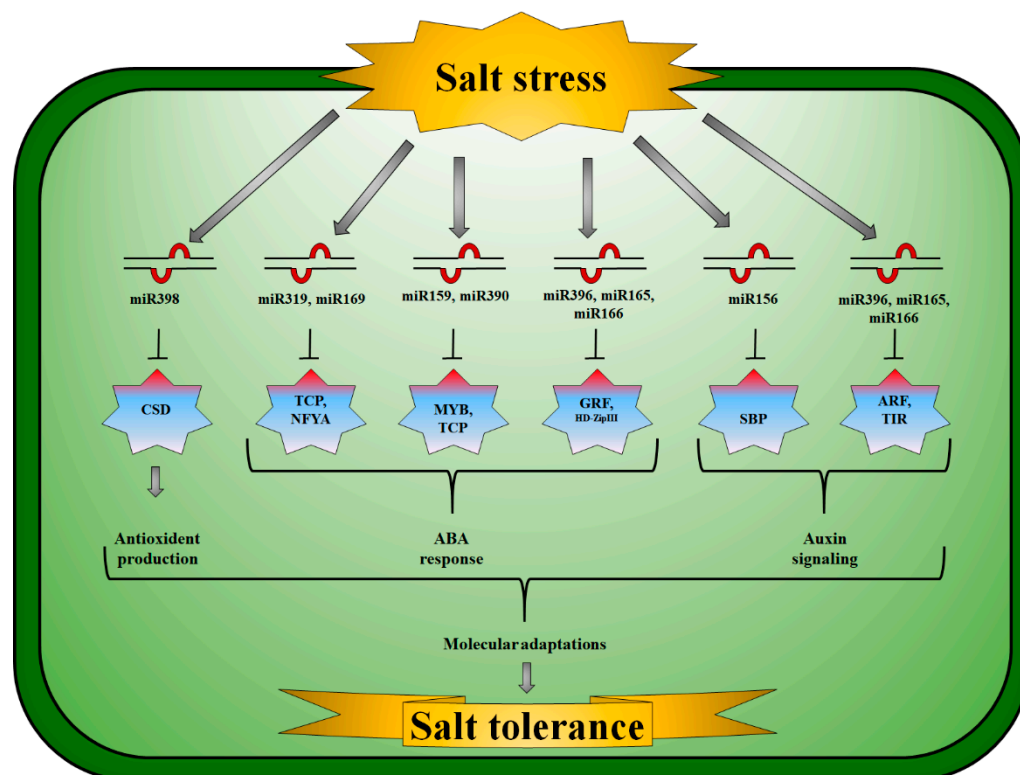 Salt stress
miR398
miR319, miR169
miR159, miR390
miR396, miR165,
miR166
miR156
miR396, miR165,
miR166
CSD
TCP,
NFYA
MYB,
TCP
GRF,
HD-ZipIII
SBP
ARF,
TIR
Antioxident
production
ABA
response
Auxin
signaling
Molecular adaptations
Salt tolerance